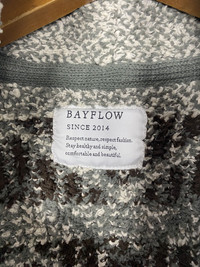 BAYFLOW
SINCE 2014
Respect nature, respect fashion.
Stay healthy and simple,
comfortable and beautiful.